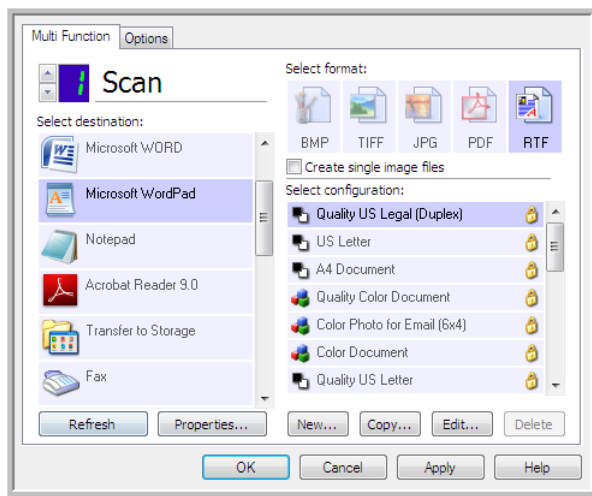 Multi Function
Options
1 Scan
Select destination:
Microsoft WORD
Microsoft WordPad
Notepad
Acrobat Reader 9.0
Transfer to Storage
Fax
Refresh
Properties...
Select format:
BMP TIFF JPG PDF RTF
Create single image files
Select configuration:
Quality US Legal (Duplex)
US Letter
A4 Document
Quality Color Document
Color Photo for Email (6x4)
Color Document
Quality US Letter
New... Copy... Edit... Delete
OK Cancel Apply Help